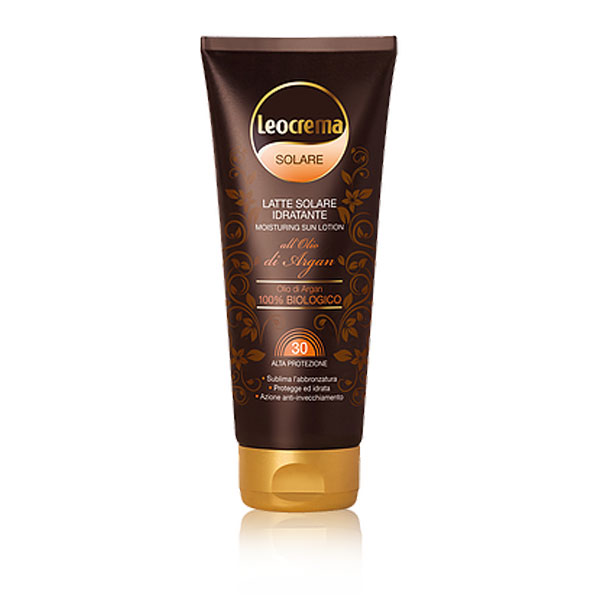 Leocrema
SOLARE
LATTE SOLARE
IDRATANTE
MOISTURING SUN LOTION
all'Olio
di Argan
Olio di Argan
100% BIOLOGICO
30
ALTA PROTEZIONE
• Sublima l'abbronzatura
• Protegge ed idrata
• Azione anti-invecchiamento